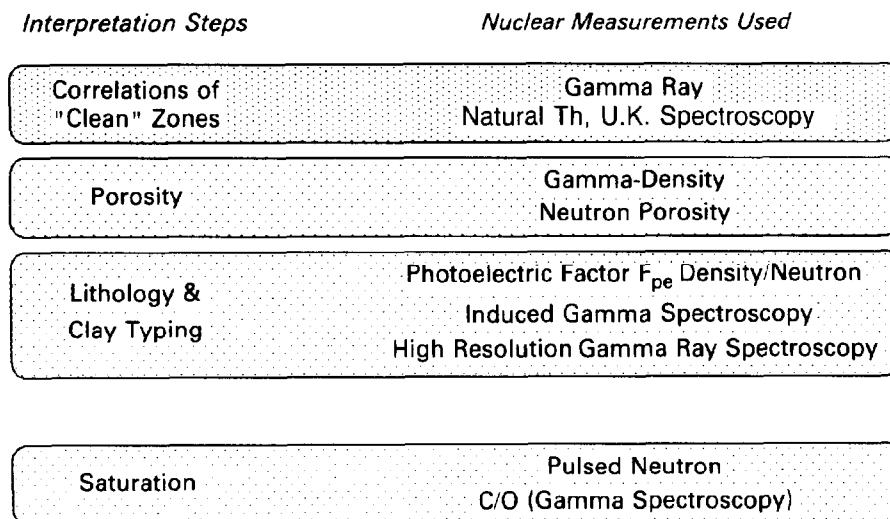 Interpretation Steps Nuclear Measurements Used
Correlations of
"Clean" Zones
Gamma Ray
Natural Th, U.K. Spectroscopy
Porosity
Gamma-Density
Neutron Porosity
Lithology &
Clay Typing
Photoelectric Factor Fpe Density/Neutron
Induced Gamma Spectroscopy
High Resolution Gamma Ray Spectroscopy
Saturation
Pulsed Neutron
C/O (Gamma Spectroscopy)